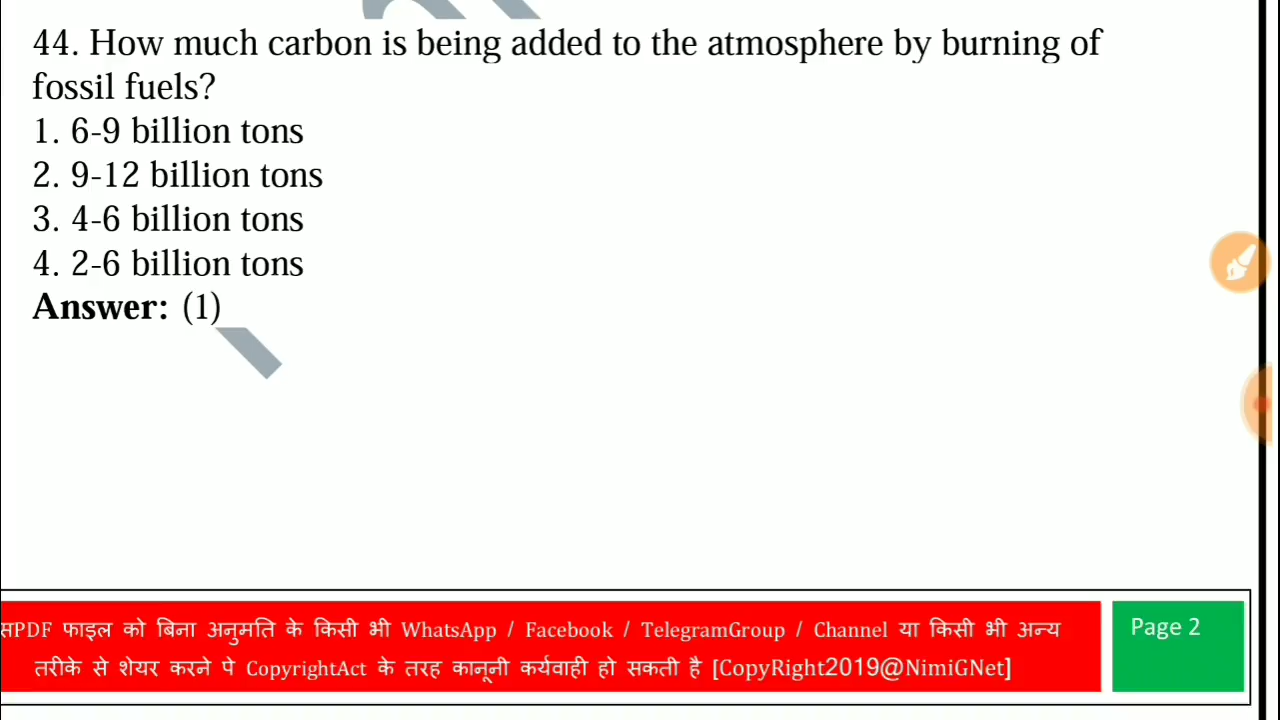 44. How much carbon is being added to the atmosphere by burning of
fossil fuels?
1. 6-9 billion tons
2. 9-12 billion tons
3. 4-6 billion tons
4. 2-6 billion tons
Answer: (1)
सPDF फाइल को बिना अनुमति के किसी भी WhatsApp / Facebook / TelegramGroup / Channel या किसी भी अन्य
तरीके से शेयर करने पे CopyrightAct के तरह कानूनी कर्यवाही हो सकती है [CopyRight2019@NimiGNet]
Page 2